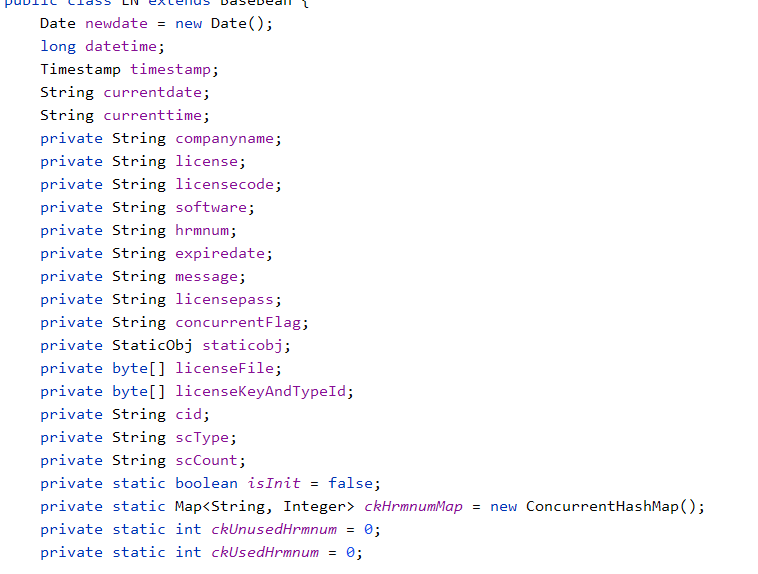 public class LN extends BaseBean {
Date newdate = new Date();
long datetime;
Timestamp timestamp;
String currentdate;
String currenttime;
private String companyname;
private String license;
private String licensecode;
private String software;
private String hrmnum;
private String expiredate;
private String message;
private String licensepass;
private String concurrentFlag;
private StaticObj staticobj;
private byte[] licenseFile;
private byte[] licenseKeyAndTypeId;
private String cid;
private String scType;
private String scCount;
private static boolean isInit = false;
private static Map<String, Integer> ckHrmnumMap = new ConcurrentHashMap();
private static int ckUnusedHrmnum = 0;
private static int ckUsedHrmnum = 0;